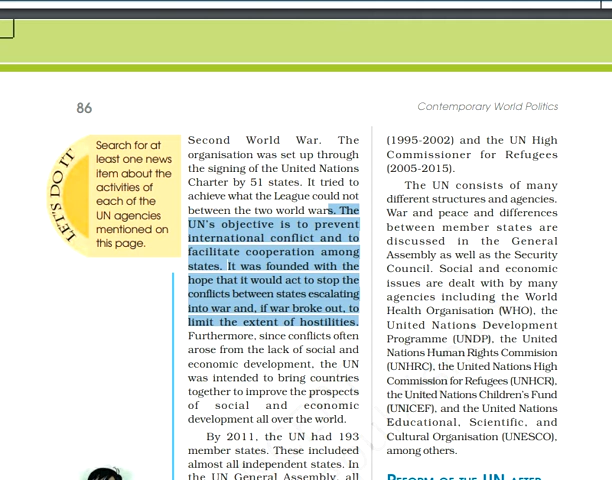 86
Contemporary World Politics
LET'S DO IT
Search for at
least one news
item about the
activities of
each of the
UN agencies
mentioned on
this page.
Second World War. The
organisation was set up through
the signing of the United Nations
Charter by 51 states. It tried to
achieve what the League could not
between the two world wars. The
UN's objective is to prevent
international conflict and to
facilitate cooperation among
states. It was founded with the
hope that it would act to stop the
conflicts between states escalating
into war and, if war broke out, to
limit the extent of hostilities.
Furthermore, since conflicts often
arose from the lack of social and
economic development, the UN
was intended to bring countries
together to improve the prospects
of social and economic
development all over the world.
By 2011, the UN had 193
member states. These includeed
almost all independent states. In
the UN General Assembly, all
(1995-2002) and the UN High
Commissioner for Refugees
(2005-2015).
The UN consists of many
different structures and agencies.
War and peace and differences
between member states are
discussed in the General
Assembly as well as the Security
Council. Social and economic
issues are dealt with by many
agencies including the World
Health Organisation (WHO), the
United Nations Development
Programme (UNDP), the United
Nations Human Rights Commision
(UNHRC), the United Nations High
Commission for Refugees (UNHCR),
the United Nations Children's Fund
(UNICEF), and the United Nations
Educational, Scientific, and
Cultural Organisation (UNESCO),
among others.
REFORM OF THE UN AFTER